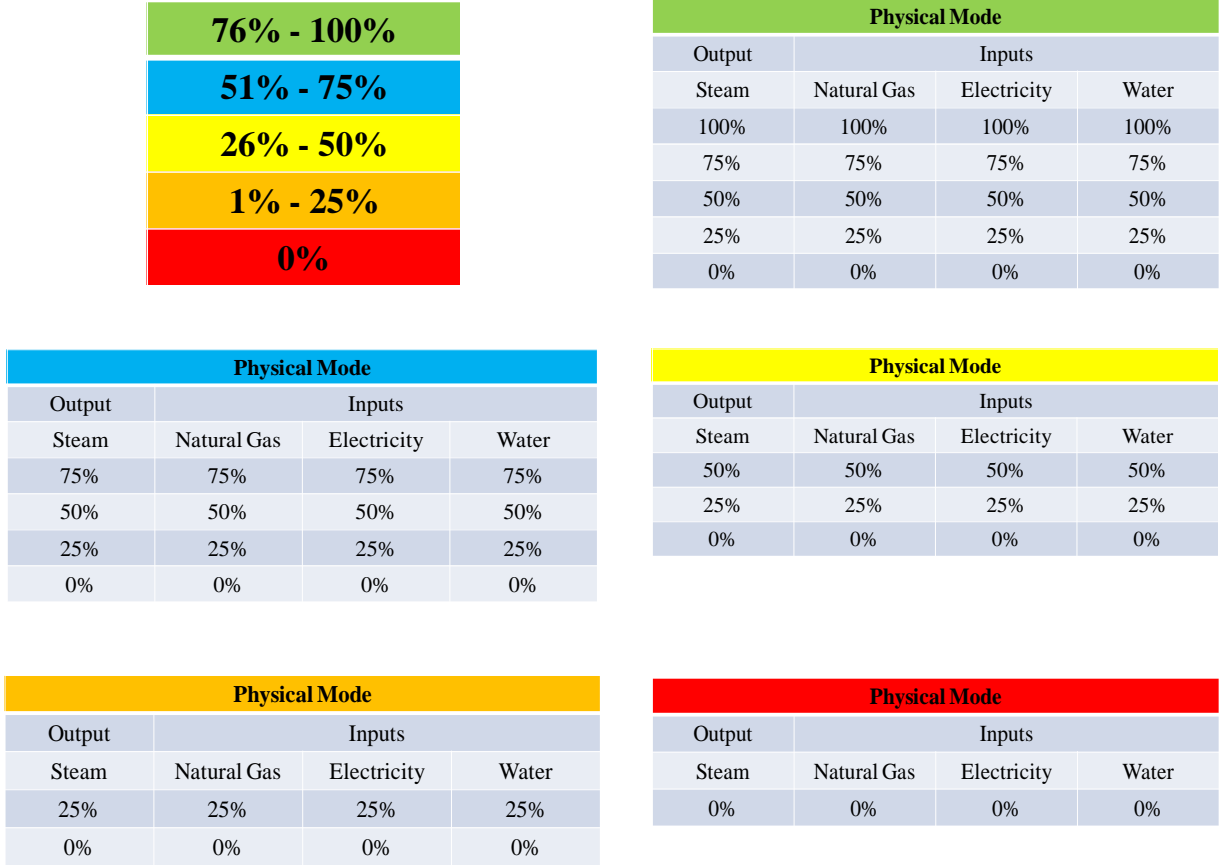 76% - 100%
51% - 75%
26% - 50%
1% - 25%
0%
Physical Mode
Output Inputs
Steam Natural Gas Electricity Water
100% 100% 100% 100%
75% 75% 75% 75%
50% 50% 50% 50%
25% 25% 25% 25%
0% 0% 0% 0%
Physical Mode
Output Inputs
Steam Natural Gas Electricity Water
75% 75% 75% 75%
50% 50% 50% 50%
25% 25% 25% 25%
0% 0% 0% 0%
Physical Mode
Output Inputs
Steam Natural Gas Electricity Water
50% 50% 50% 50%
25% 25% 25% 25%
0% 0% 0% 0%
Physical Mode
Output Inputs
Steam Natural Gas Electricity Water
25% 25% 25% 25%
0% 0% 0% 0%
Physical Mode
Output Inputs
Steam Natural Gas Electricity Water
0% 0% 0% 0%